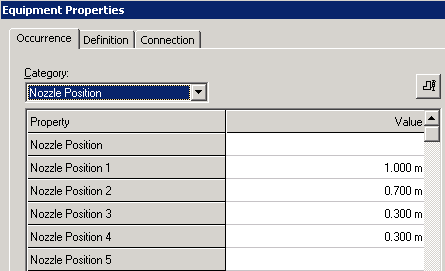 Equipment Properties
Occurrence Definition Connection
Category:
Nozzle Position
Property Value
Nozzle Position
Nozzle Position 1 1.000 m
Nozzle Position 2 0.700 m
Nozzle Position 3 0.300 m
Nozzle Position 4 0.300 m
Nozzle Position 5